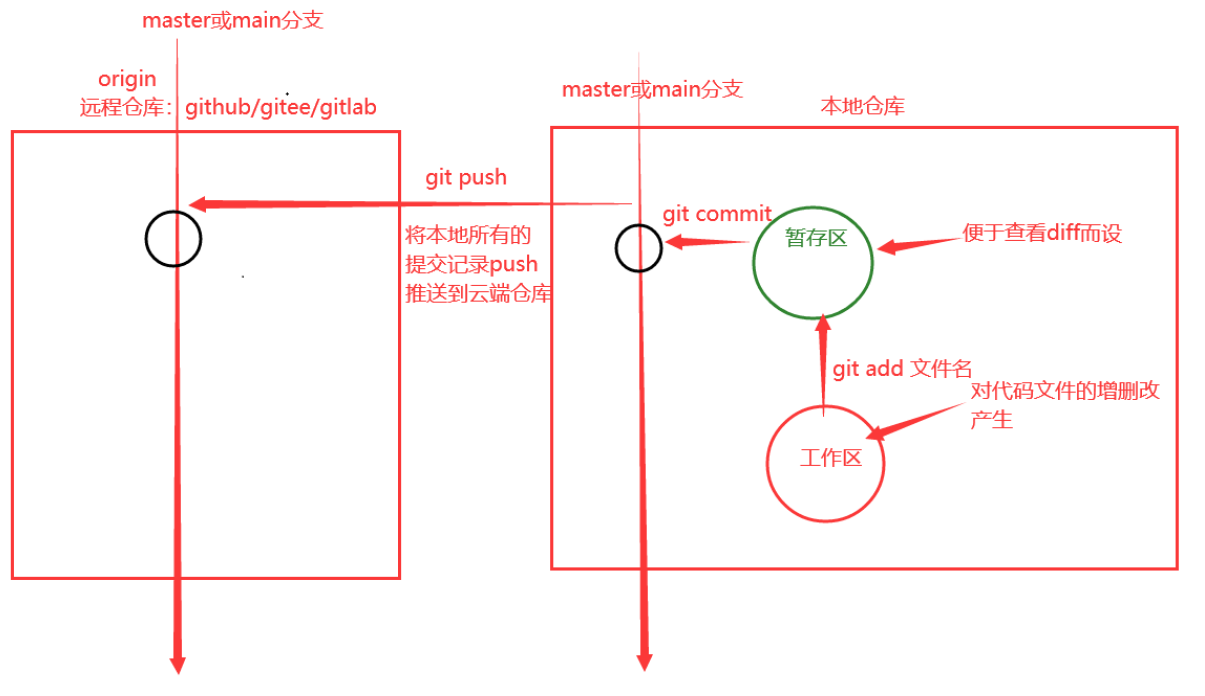 master或main分支
origin
远程仓库：github/gitee/gitlab
master或main分支
本地仓库
git push
将本地所有的
提交记录push
推送到云端仓库
git commit
暂存区
便于查看diff而设
git add 文件名
对代码文件的增删改
产生
工作区